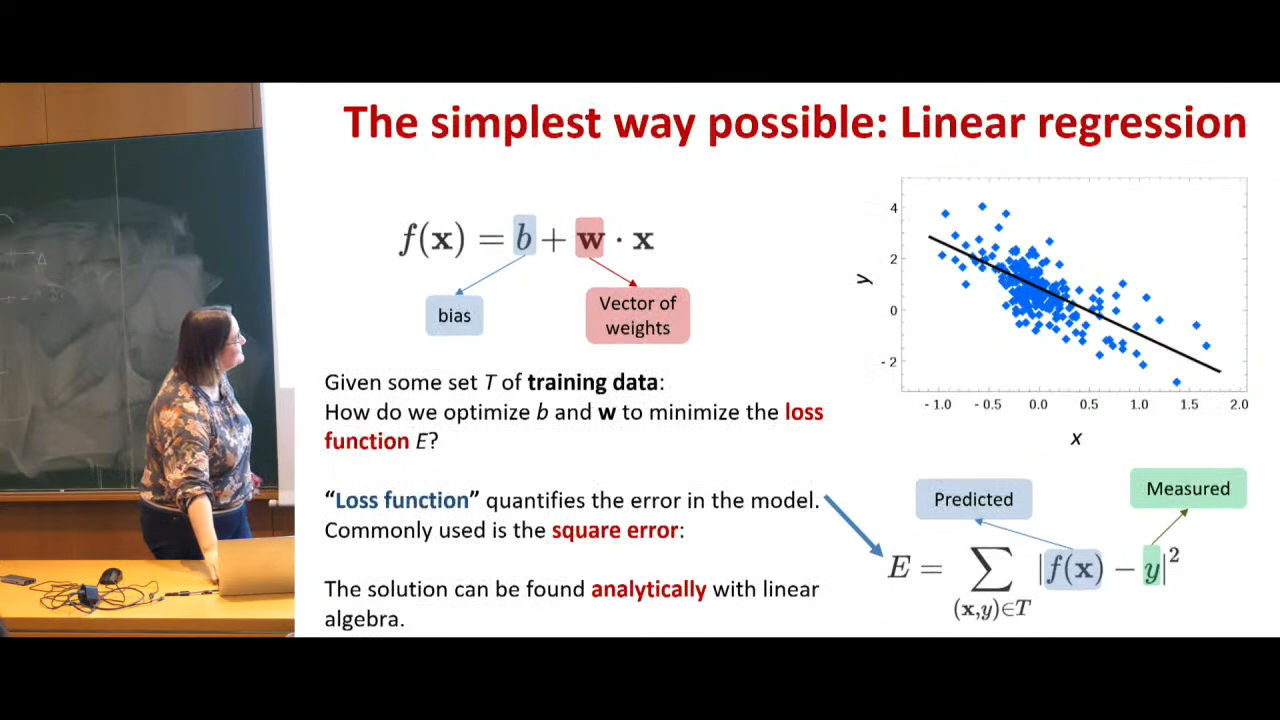 The simplest way possible: Linear regression
f(x) = b + w · x
bias
Vector of
weights
4
2
0
- 2
y
- 1.0 - 0.5 0.0 0.5 1.0 1.5 2.0
x
Given some set T of training data:
How do we optimize b and w to minimize the loss
function E?
“Loss function” quantifies the error in the model.
Commonly used is the square error:
The solution can be found analytically with linear
algebra.
Predicted
Measured
E = ∑ |f(x) − y|²
(x,y)∈T